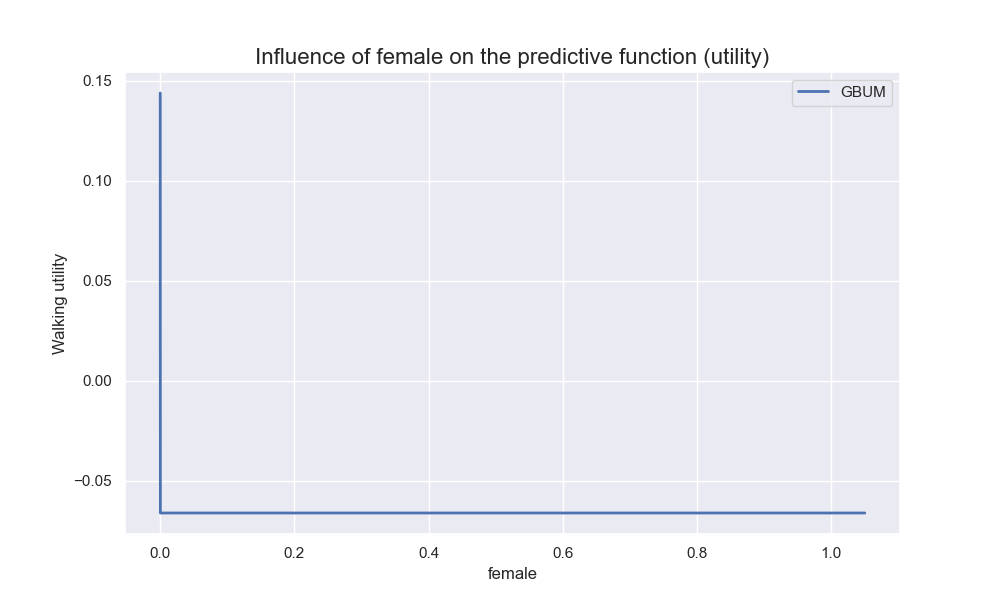 Influence of female on the predictive function (utility)
GBUM
0.15
0.10
0.05
0.00
−0.05
Walking utility
0.0 0.2 0.4 0.6 0.8 1.0
female